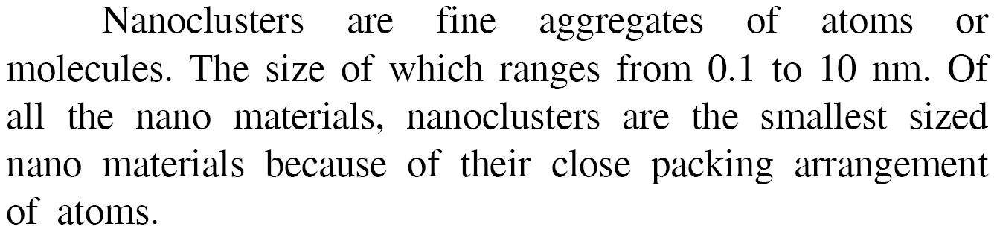 Nanoclusters are fine aggregates of atoms or
molecules. The size of which ranges from 0.1 to 10 nm. Of
all the nano materials, nanoclusters are the smallest sized
nano materials because of their close packing arrangement
of atoms.